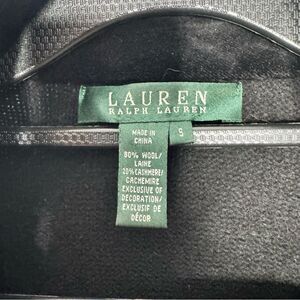 LAUREN
RALPH LAUREN
S
MADE IN
CHINA
80% WOOL/
LAINE
20% CASHMERE/
CACHEMIRE
EXCLUSIVE OF
DECORATION/
EXCLUSIF DE
DÉCOR